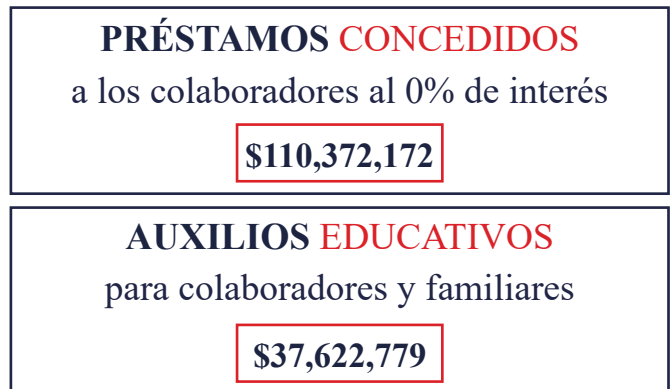 PRÉSTAMOS CONCEDIDOS
a los colaboradores al 0% de interés
$110,372,172
AUXILIOS EDUCATIVOS
para colaboradores y familiares
$37,622,779